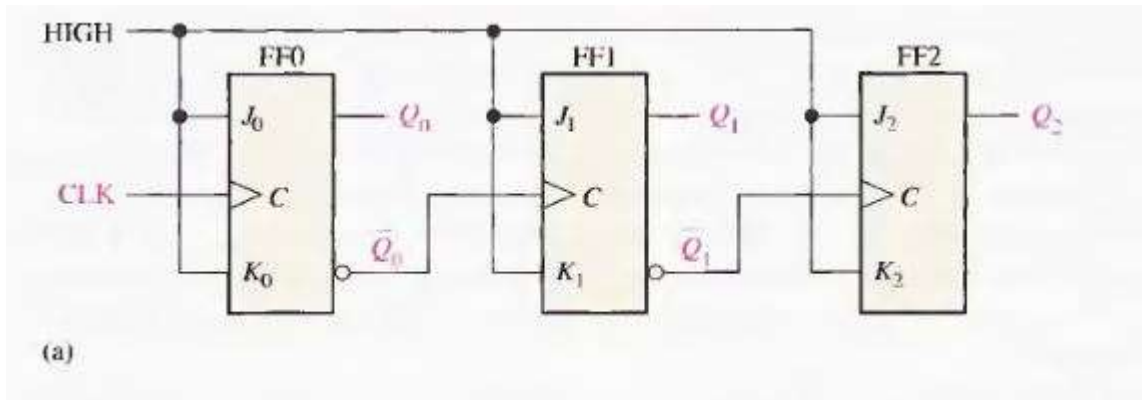 HIGH
FF0 FF1 FF2
J₀ Q₀ J₁ Q₁ J₂ Q₂
CLK C C C
Q̅₀ Q̅₁
K₀ K₁ K₂
(a)